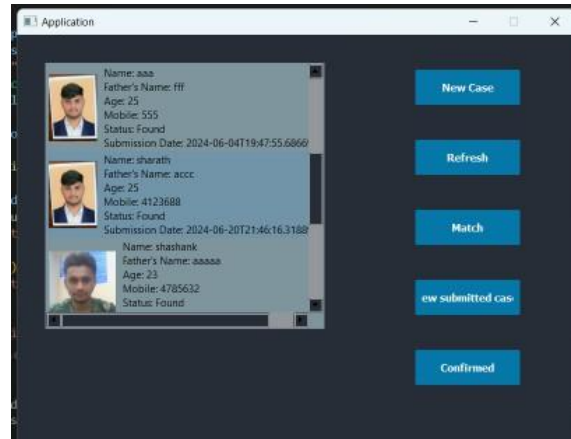 Application
Name: aaa
Father's Name: fff
Age: 25
Mobile: 555
Status: Found
Submission Date: 2024-06-04T19:47:55.6866
Name: sharath
Father's Name: accc
Age: 25
Mobile: 4123688
Status: Found
Submission Date: 2024-06-20T21:46:16.3188
Name: shashank
Father's Name: aaaaa
Age: 23
Mobile: 4785632
Status: Found
New Case
Refresh
Match
ew submitted cas
Confirmed